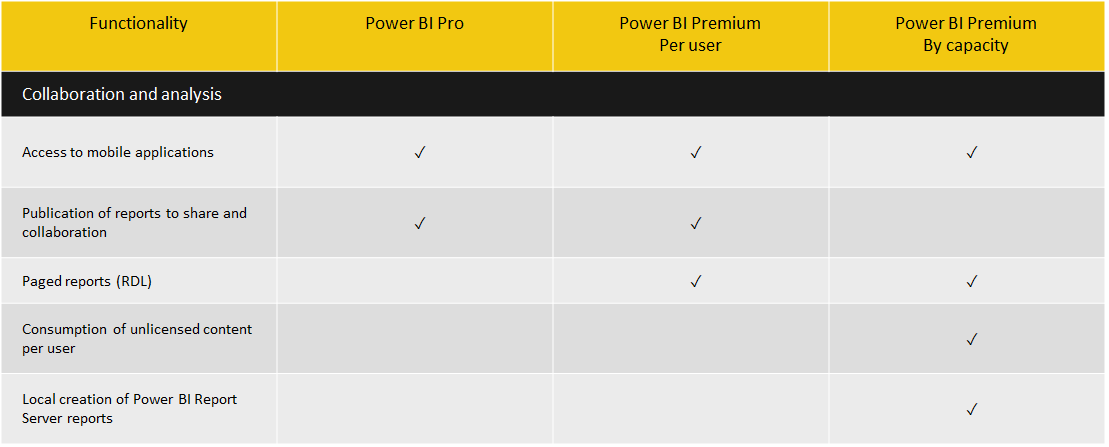 Functionality
Power BI Pro
Power BI Premium
Per user
Power BI Premium
By capacity
Collaboration and analysis
Access to mobile applications
✓ ✓ ✓
Publication of reports to share and
collaboration
✓ ✓
Paged reports (RDL)
✓ ✓
Consumption of unlicensed content
per user
✓
Local creation of Power BI Report
Server reports
✓